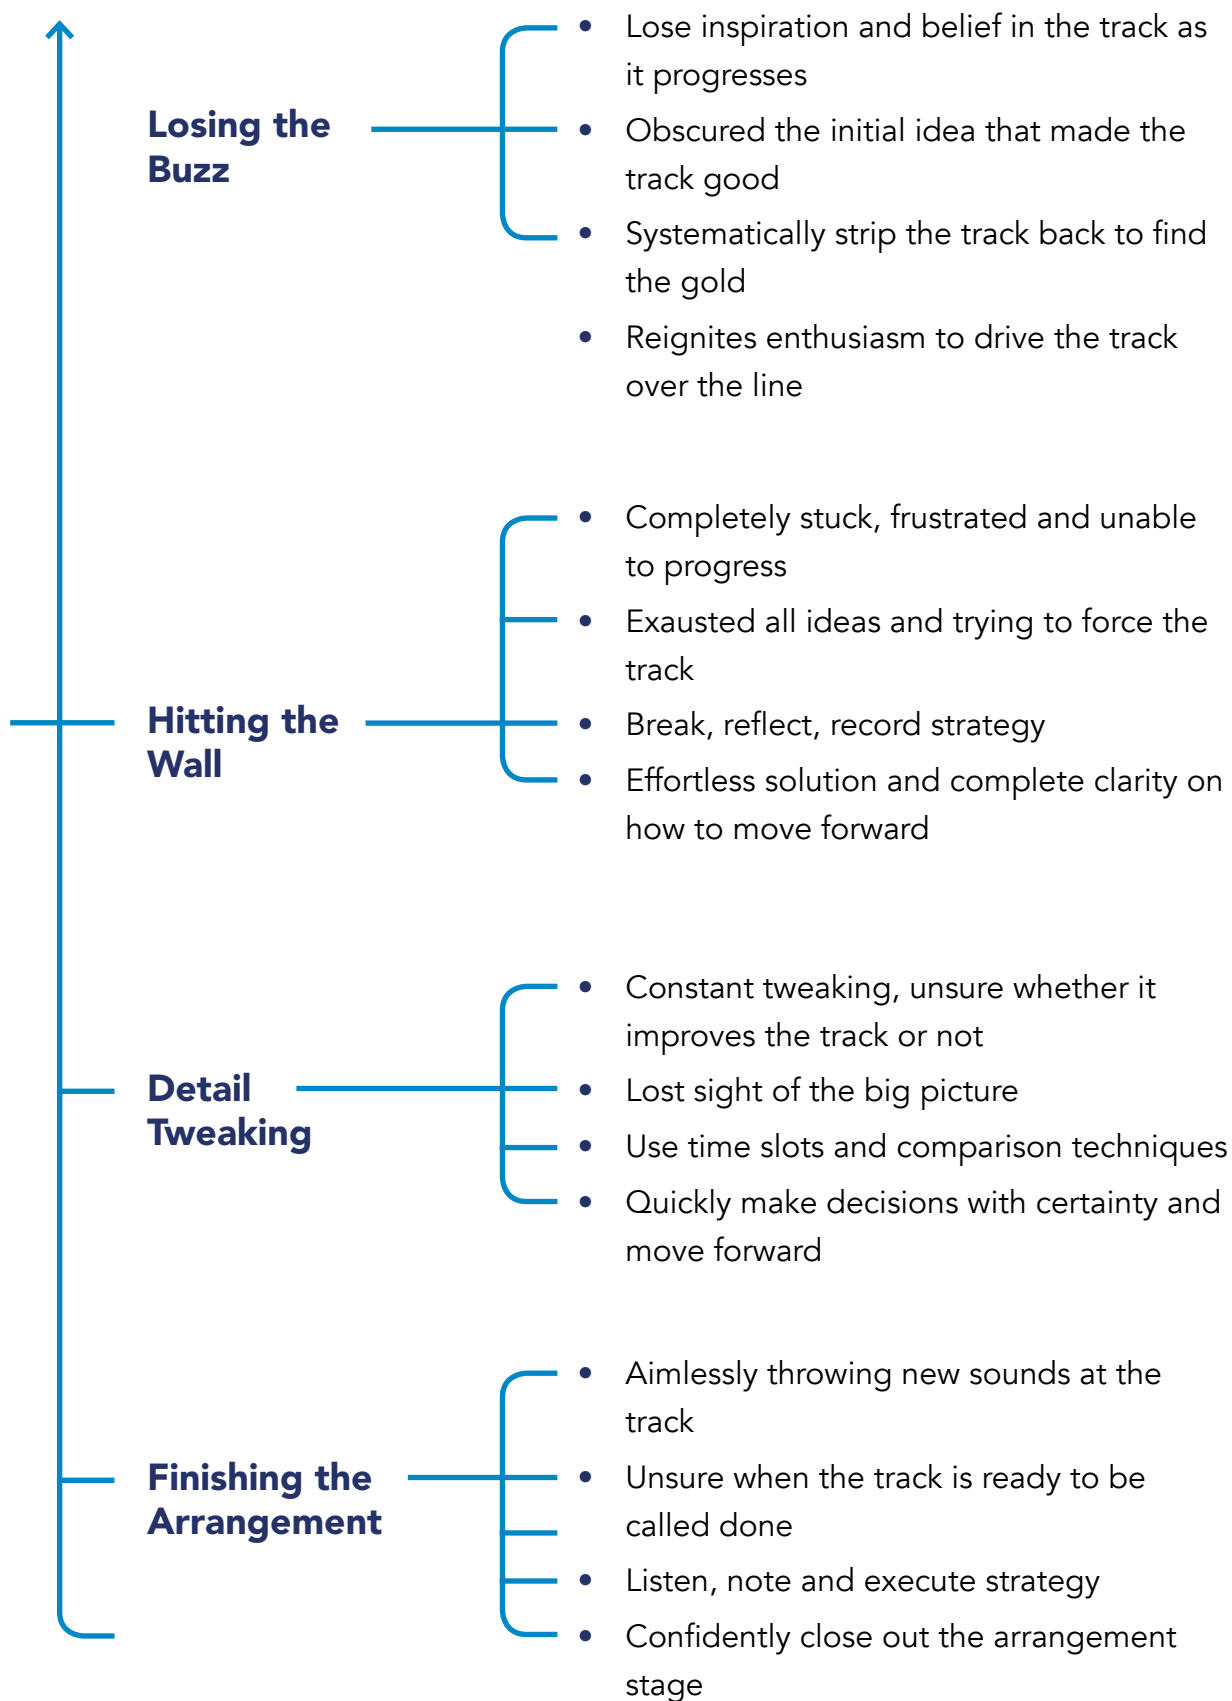 Losing the
Buzz
• Lose inspiration and belief in the track as
it progresses
• Obscured the initial idea that made the
track good
• Systematically strip the track back to find
the gold
• Reignites enthusiasm to drive the track
over the line
Hitting the
Wall
• Completely stuck, frustrated and unable
to progress
• Exausted all ideas and trying to force the
track
• Break, reflect, record strategy
• Effortless solution and complete clarity on
how to move forward
Detail
Tweaking
• Constant tweaking, unsure whether it
improves the track or not
• Lost sight of the big picture
• Use time slots and comparison techniques
• Quickly make decisions with certainty and
move forward
Finishing the
Arrangement
• Aimlessly throwing new sounds at the
track
• Unsure when the track is ready to be
called done
• Listen, note and execute strategy
• Confidently close out the arrangement
stage